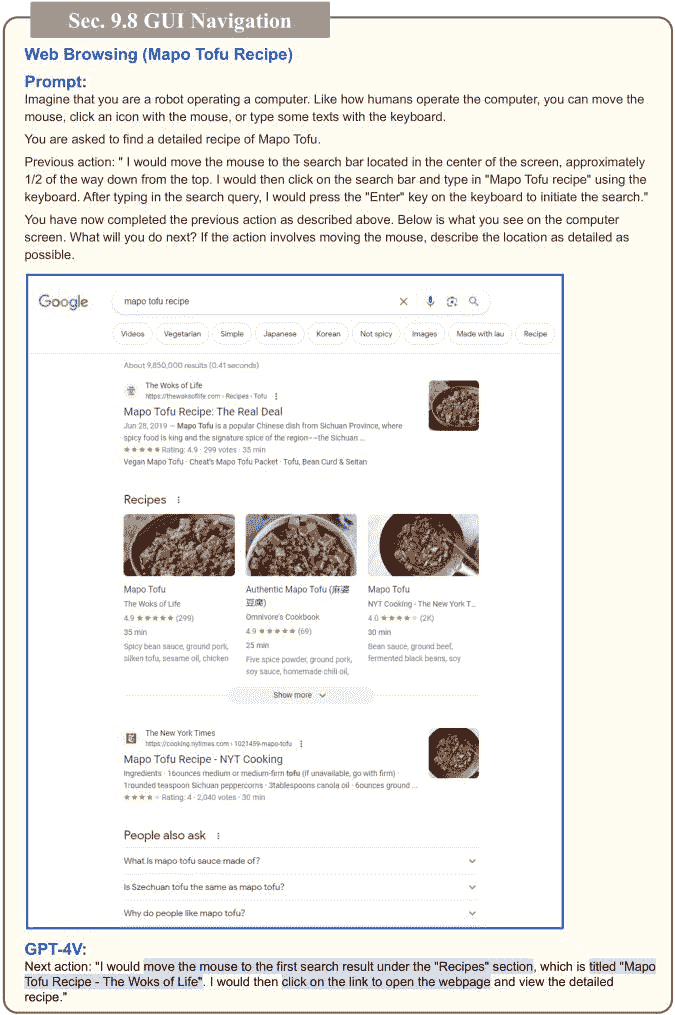 Sec. 9.8 GUI Navigation
Web Browsing (Mapo Tofu Recipe)
Prompt:
Imagine that you are a robot operating a computer. Like how humans operate the computer, you can move the
mouse, click an icon with the mouse, or type some texts with the keyboard.
You are asked to find a detailed recipe of Mapo Tofu.
Previous action: " I would move the mouse to the search bar located in the center of the screen, approximately
1/2 of the way down from the top. I would then click on the search bar and type in "Mapo Tofu recipe" using the
keyboard. After typing in the search query, I would press the "Enter" key on the keyboard to initiate the search."
You have now completed the previous action as described above. Below is what you see on the computer
screen. What will you do next? If the action involves moving the mouse, describe the location as detailed as
possible.
Google
mapo tofu recipe
Videos Vegetarian Simple Japanese Korean Not spicy Images Made with lau Recipe
About 9,850,000 results (0.41 seconds)
The Woks of Life
https://thewoksoflife.com › Recipes › Tofu
Mapo Tofu Recipe: The Real Deal
Jun 28, 2019 — Mapo Tofu is a popular Chinese dish from Sichuan Province, where
spicy food is king and the signature spice of the region––the Sichuan ...
★★★★★ Rating: 4.9 · 299 votes · 35 min
Vegan Mapo Tofu · Cheat's Mapo Tofu Packet · Tofu, Bean Curd & Seitan
Recipes
Mapo Tofu
The Woks of Life
4.9 ★★★★★ (299)
35 min
Spicy bean sauce, ground pork,
silken tofu, sesame oil, chicken
Authentic Mapo Tofu (麻婆
豆腐)
Omnivore's Cookbook
4.9 ★★★★★ (69)
25 min
Five spice powder, ground pork,
soy sauce, homemade chili oil,
Mapo Tofu
NYT Cooking - The New York T...
4.0 ★★★★☆ (2K)
30 min
Bean sauce, ground beef,
fermented black beans, soy
Show more
The New York Times
https://cooking.nytimes.com › 1021459-mapo-tofu
Mapo Tofu Recipe - NYT Cooking
Ingredients · 16ounces medium or medium-firm tofu (if unavailable, go with firm)
1rounded teaspoon Sichuan peppercorns · 3tablespoons canola oil · 6ounces ground ...
★★★★☆ Rating: 4 · 2,040 votes · 30 min
People also ask
What is mapo tofu sauce made of?
Is Szechuan tofu the same as mapo tofu?
Why do people like mapo tofu?
GPT-4V:
Next action: "I would move the mouse to the first search result under the "Recipes" section, which is titled "Mapo
Tofu Recipe - The Woks of Life". I would then click on the link to open the webpage and view the detailed
recipe."